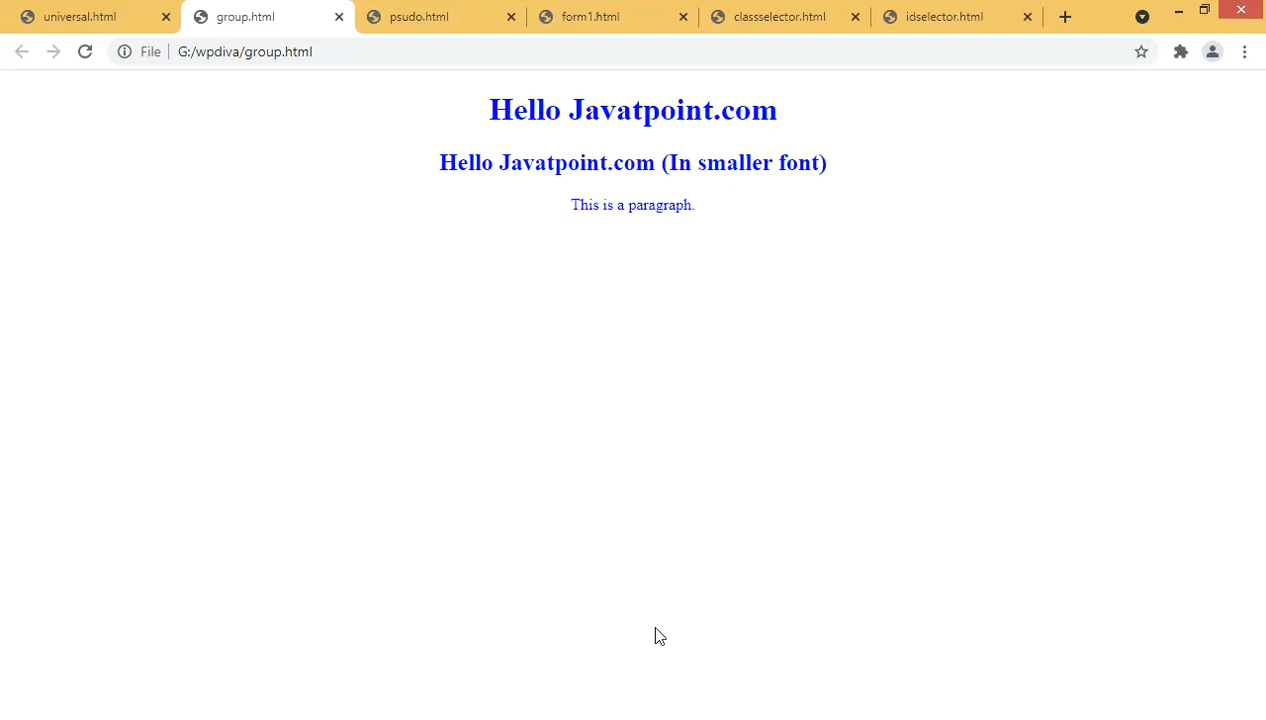 universal.html
group.html
psudo.html
form1.html
classselector.html
idselector.html
File
G:/wpdiva/group.html
Hello Javatpoint.com
Hello Javatpoint.com (In smaller font)
This is a paragraph.